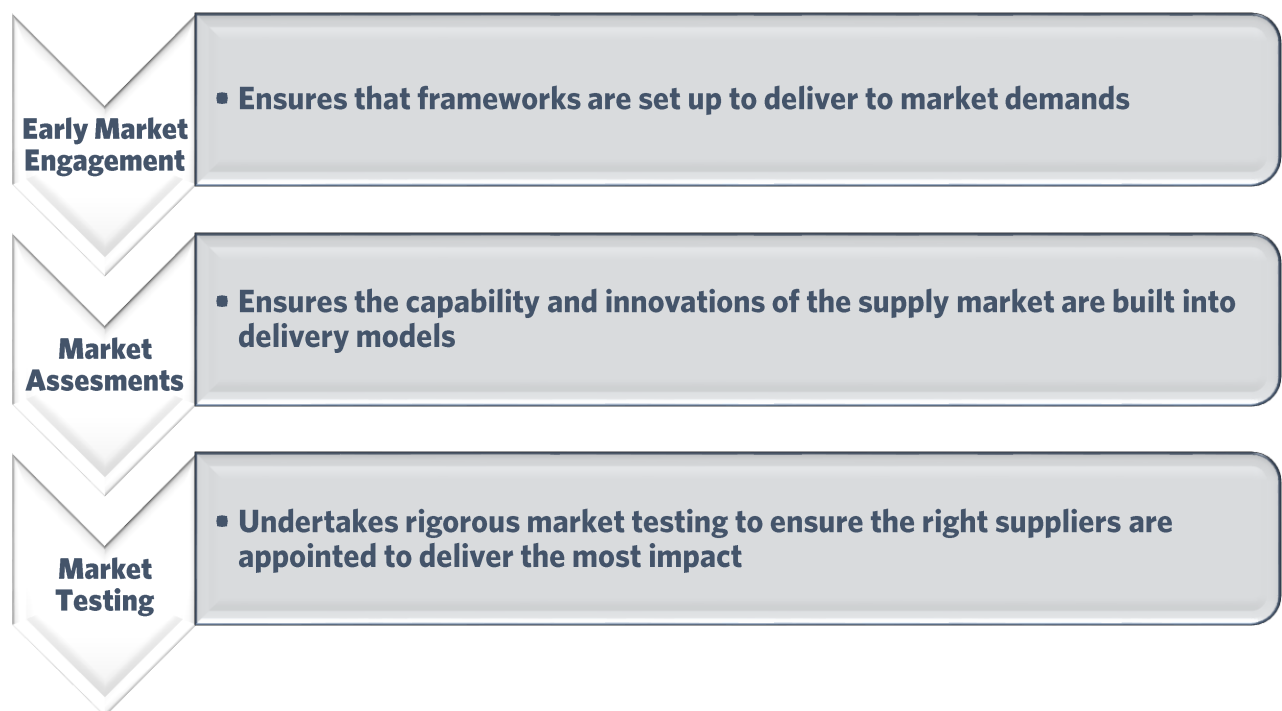 Early Market
Engagement
• Ensures that frameworks are set up to deliver to market demands
Market
Assesments
• Ensures the capability and innovations of the supply market are built into
delivery models
Market
Testing
• Undertakes rigorous market testing to ensure the right suppliers are
appointed to deliver the most impact